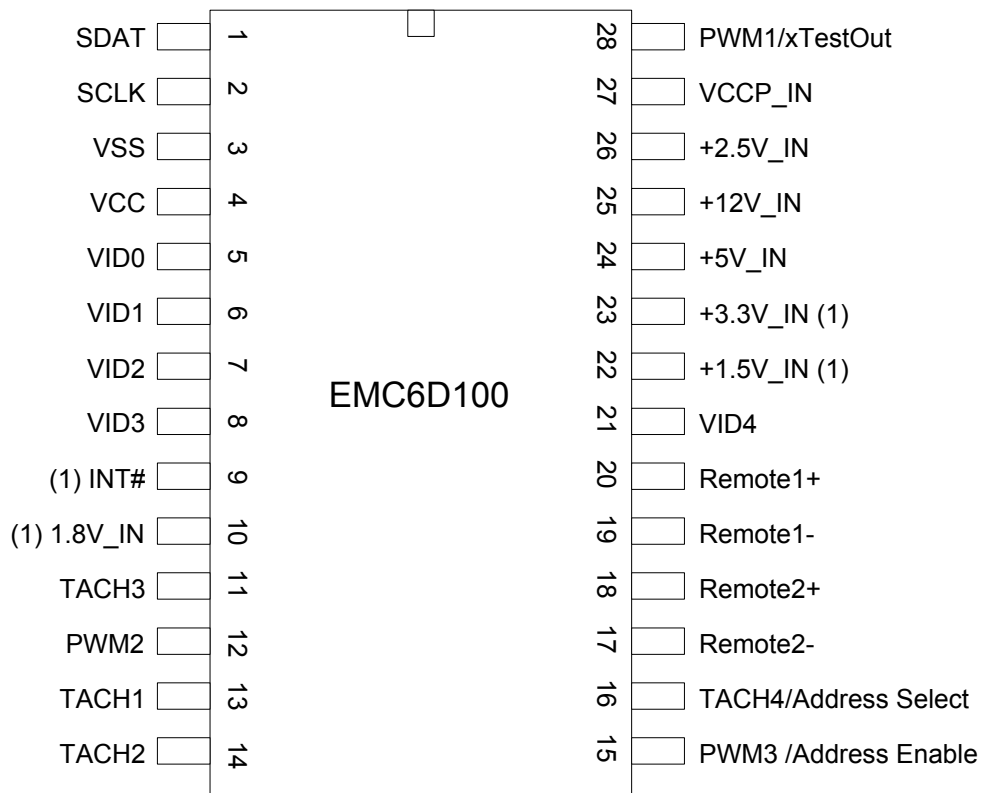 SDAT 1 28 PWM1/xTestOut
SCLK 2 27 VCCP_IN
VSS 3 26 +2.5V_IN
VCC 4 25 +12V_IN
VID0 5 24 +5V_IN
VID1 6 23 +3.3V_IN (1)
VID2 7 22 +1.5V_IN (1)
EMC6D100
VID3 8 21 VID4
(1) INT# 9 20 Remote1+
(1) 1.8V_IN 10 19 Remote1-
TACH3 11 18 Remote2+
PWM2 12 17 Remote2-
TACH1 13 16 TACH4/Address Select
TACH2 14 15 PWM3 /Address Enable